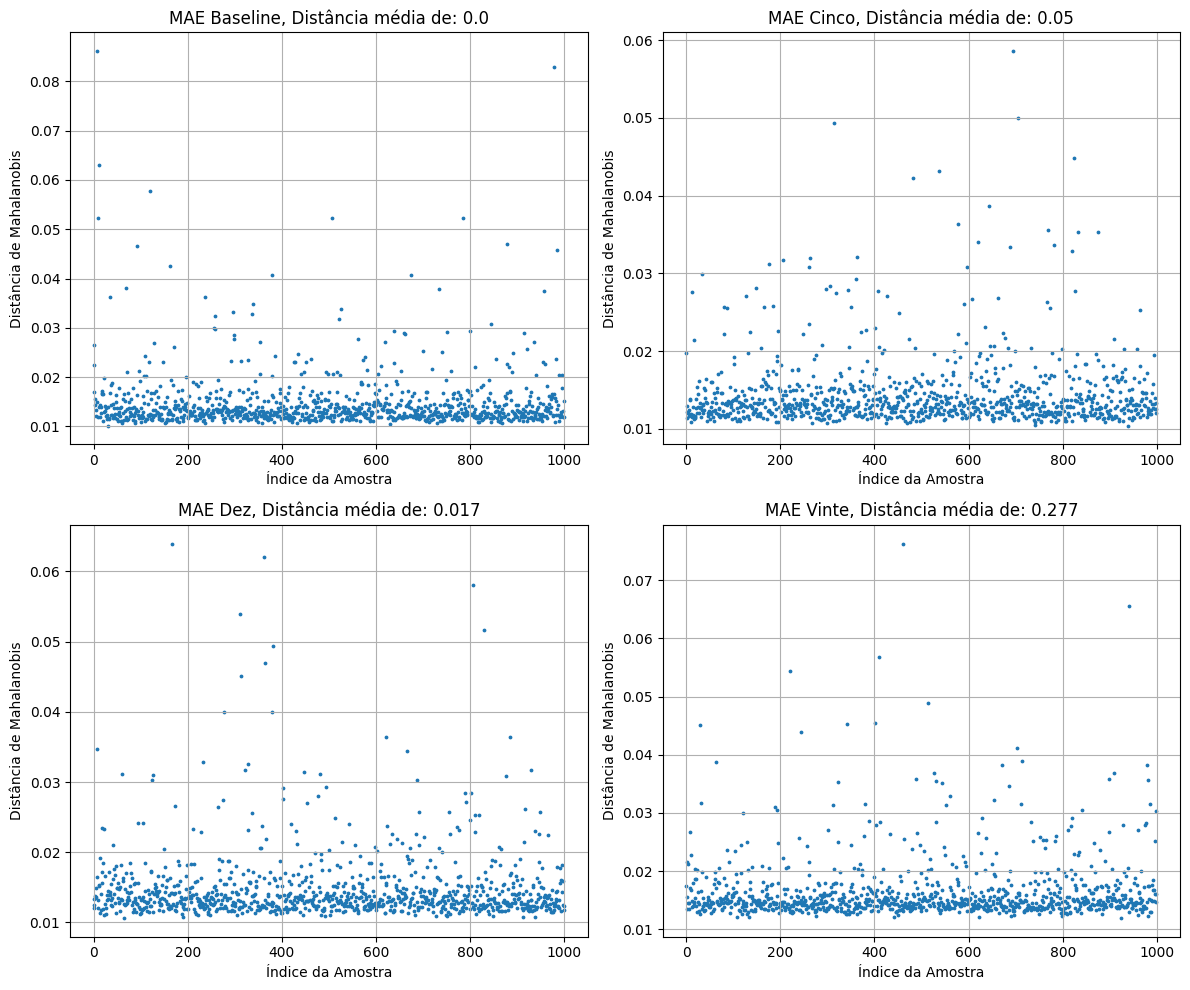 MAE Baseline, Distância média de: 0.0
0.08
0.07
0.06
0.05
0.04
0.03
0.02
0.01
Distância de Mahalanobis
0 200 400 600 800 1000
Índice da Amostra
MAE Cinco, Distância média de: 0.05
0.06
0.05
0.04
0.03
0.02
0.01
Distância de Mahalanobis
0 200 400 600 800 1000
Índice da Amostra
MAE Dez, Distância média de: 0.017
0.06
0.05
0.04
0.03
0.02
0.01
Distância de Mahalanobis
0 200 400 600 800 1000
Índice da Amostra
MAE Vinte, Distância média de: 0.277
0.07
0.06
0.05
0.04
0.03
0.02
0.01
Distância de Mahalanobis
0 200 400 600 800 1000
Índice da Amostra